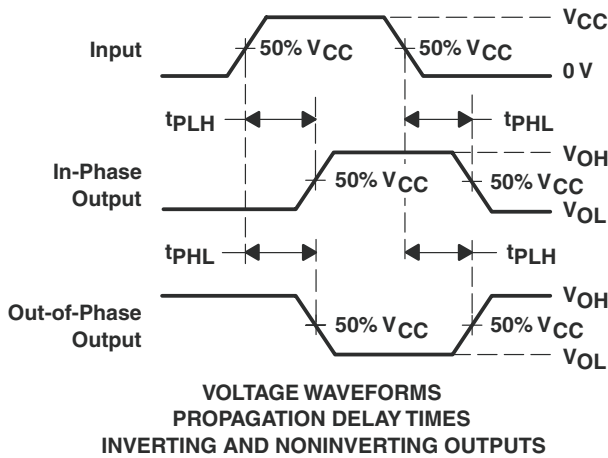 VCC
Input
50% VCC
50% VCC
0 V
tPLH
tPHL
VOH
In-Phase
Output
50% VCC
50% VCC
VOL
tPHL
tPLH
VOH
Out-of-Phase
Output
50% VCC
50% VCC
VOL
VOLTAGE WAVEFORMS
PROPAGATION DELAY TIMES
INVERTING AND NONINVERTING OUTPUTS